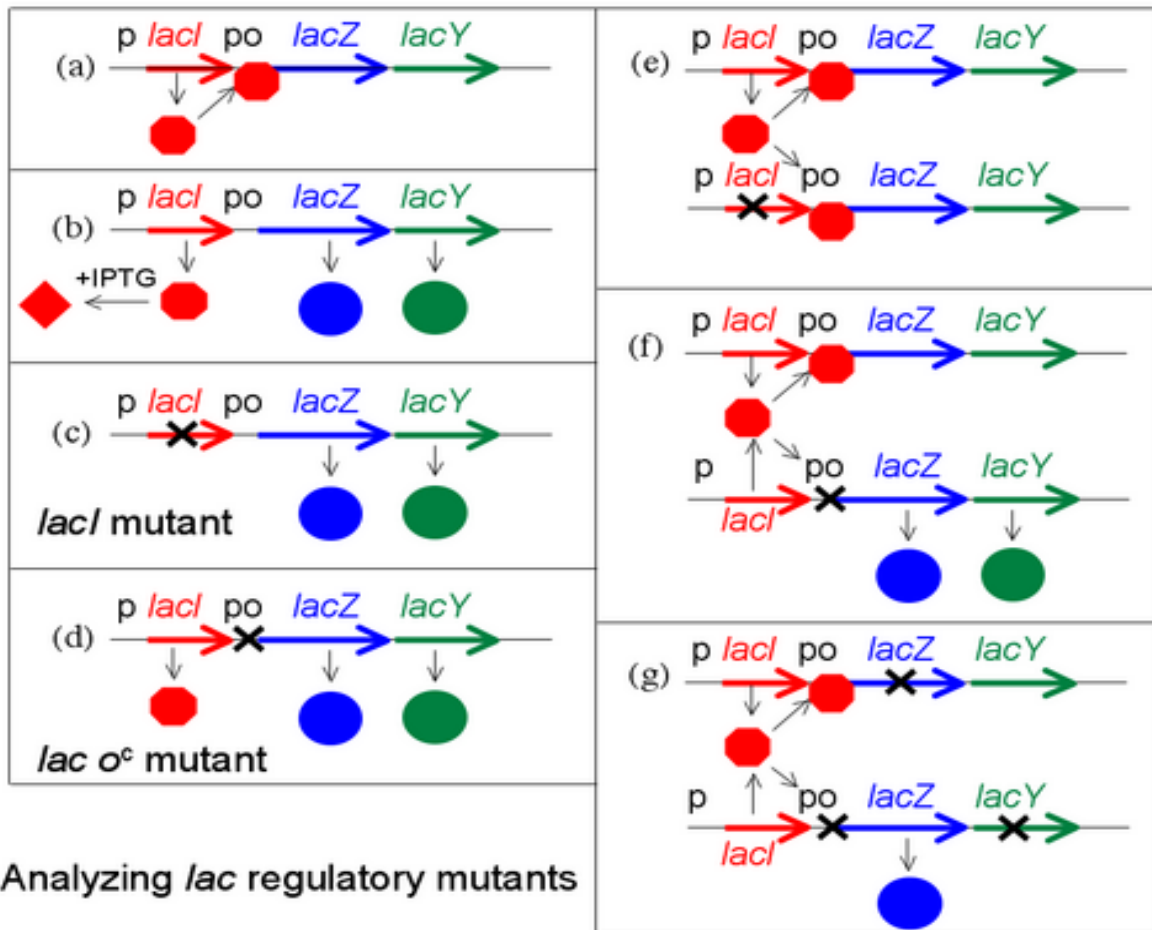 p lacI po lacZ lacY
(a)
p lacI po lacZ lacY
(b)
+IPTG
p lacI po lacZ lacY
(c)
lacI mutant
p lacI po lacZ lacY
(d)
lac oᶜ mutant
Analyzing lac regulatory mutants
p lacI po lacZ lacY
(e)
p lacI po lacZ lacY
p lacI po lacZ lacY
(f)
p po lacZ lacY
lacI
p lacI po lacZ lacY
(g)
p po lacZ lacY
lacI